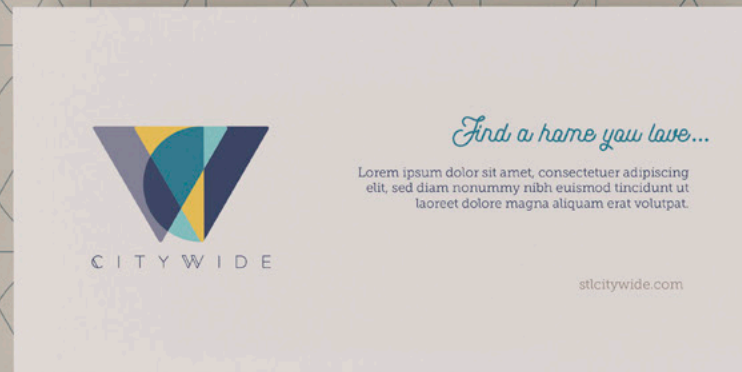 CITYWIDE
Find a home you love...
Lorem ipsum dolor sit amet, consectetuer adipiscing
elit, sed diam nonummy nibh euismod tincidunt ut
laoreet dolore magna aliquam erat volutpat.
stlcitywide.com